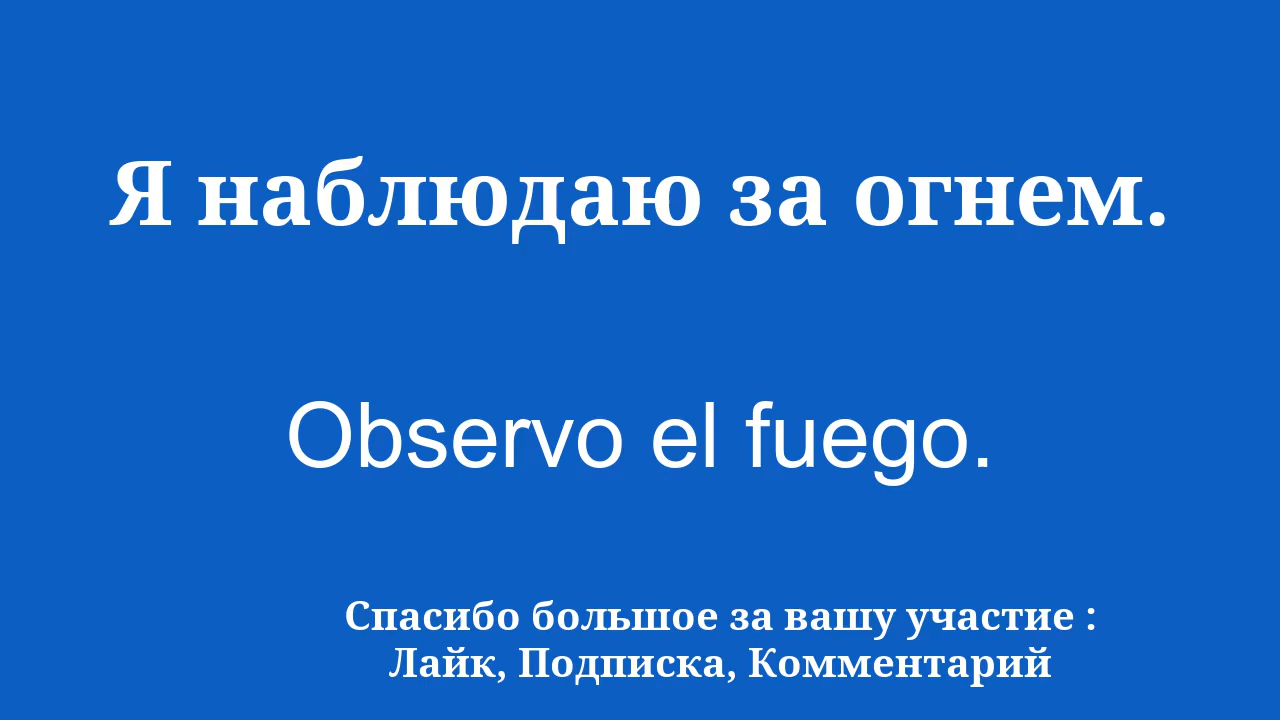 Я наблюдаю за огнем.
Observo el fuego.
Спасибо большое за вашу участие :
Лайк, Подписка, Комментарий